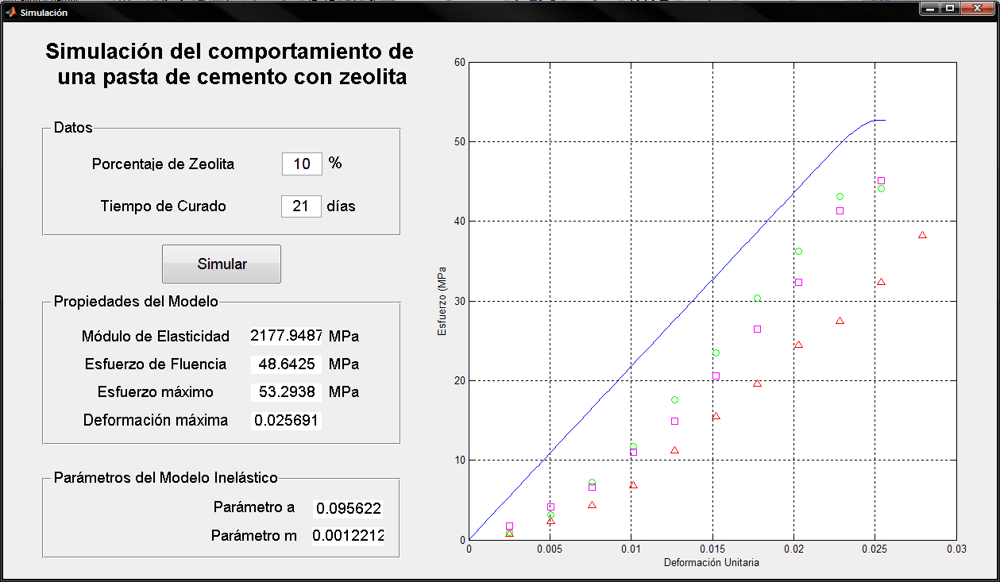 Simulación
Simulación del comportamiento de
una pasta de cemento con zeolita
Datos
Porcentaje de Zeolita 10 %
Tiempo de Curado 21 días
Simular
Propiedades del Modelo
Módulo de Elasticidad 2177.9487 MPa
Esfuerzo de Fluencia 48.6425 MPa
Esfuerzo máximo 53.2938 MPa
Deformación máxima 0.025691
Parámetros del Modelo Inelástico
Parámetro a 0.095622
Parámetro m 0.0012212
60
50
40
30
20
10
0
Esfuerzo (MPa
0 0.005 0.01 0.015 0.02 0.025 0.03
Deformación Unitaria